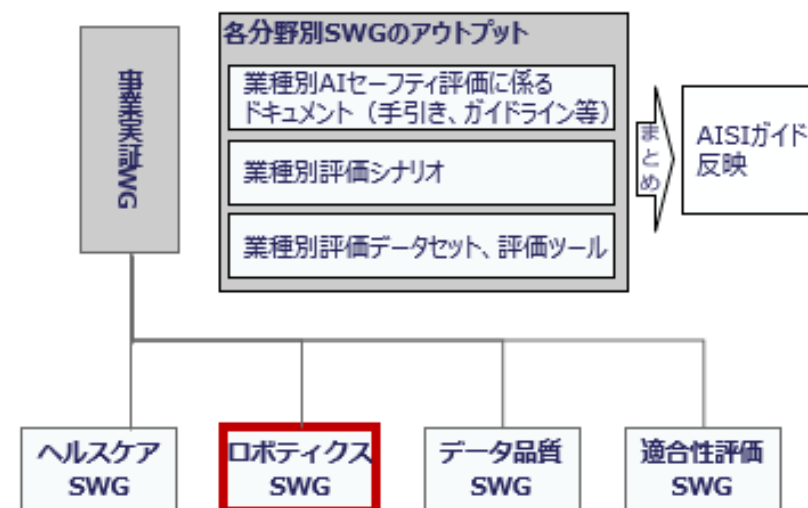 事業実証WG
各分野別SWGのアウトプット
業種別AIセーフティ評価に係る
ドキュメント（手引き、ガイドライン等）
業種別評価シナリオ
業種別評価データセット、評価ツール
まとめ
AISIガイド
反映
ヘルスケア
SWG
ロボティクス
SWG
データ品質
SWG
適合性評価
SWG